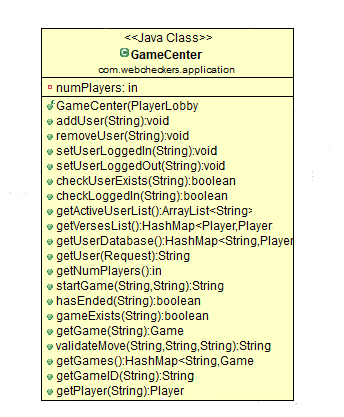 <<Java Class>>
GameCenter
com.webcheckers.application
numPlayers: in
GameCenter(PlayerLobby
addUser(String):void
removeUser(String):void
setUserLoggedIn(String):void
setUserLoggedOut(String):void
checkUserExists(String):boolean
checkLoggedIn(String):boolean
getActiveUserList():ArrayList<String>
getVersesList():HashMap<Player,Player
getUserDatabase():HashMap<String,Player
getUser(Request):String
getNumPlayers():in
startGame(String,String):String
hasEnded(String):boolean
gameExists(String):boolean
getGame(String):Game
validateMove(String,String,String):String
getGames():HashMap<String,Game
getGameID(String):String
getPlayer(String):Player